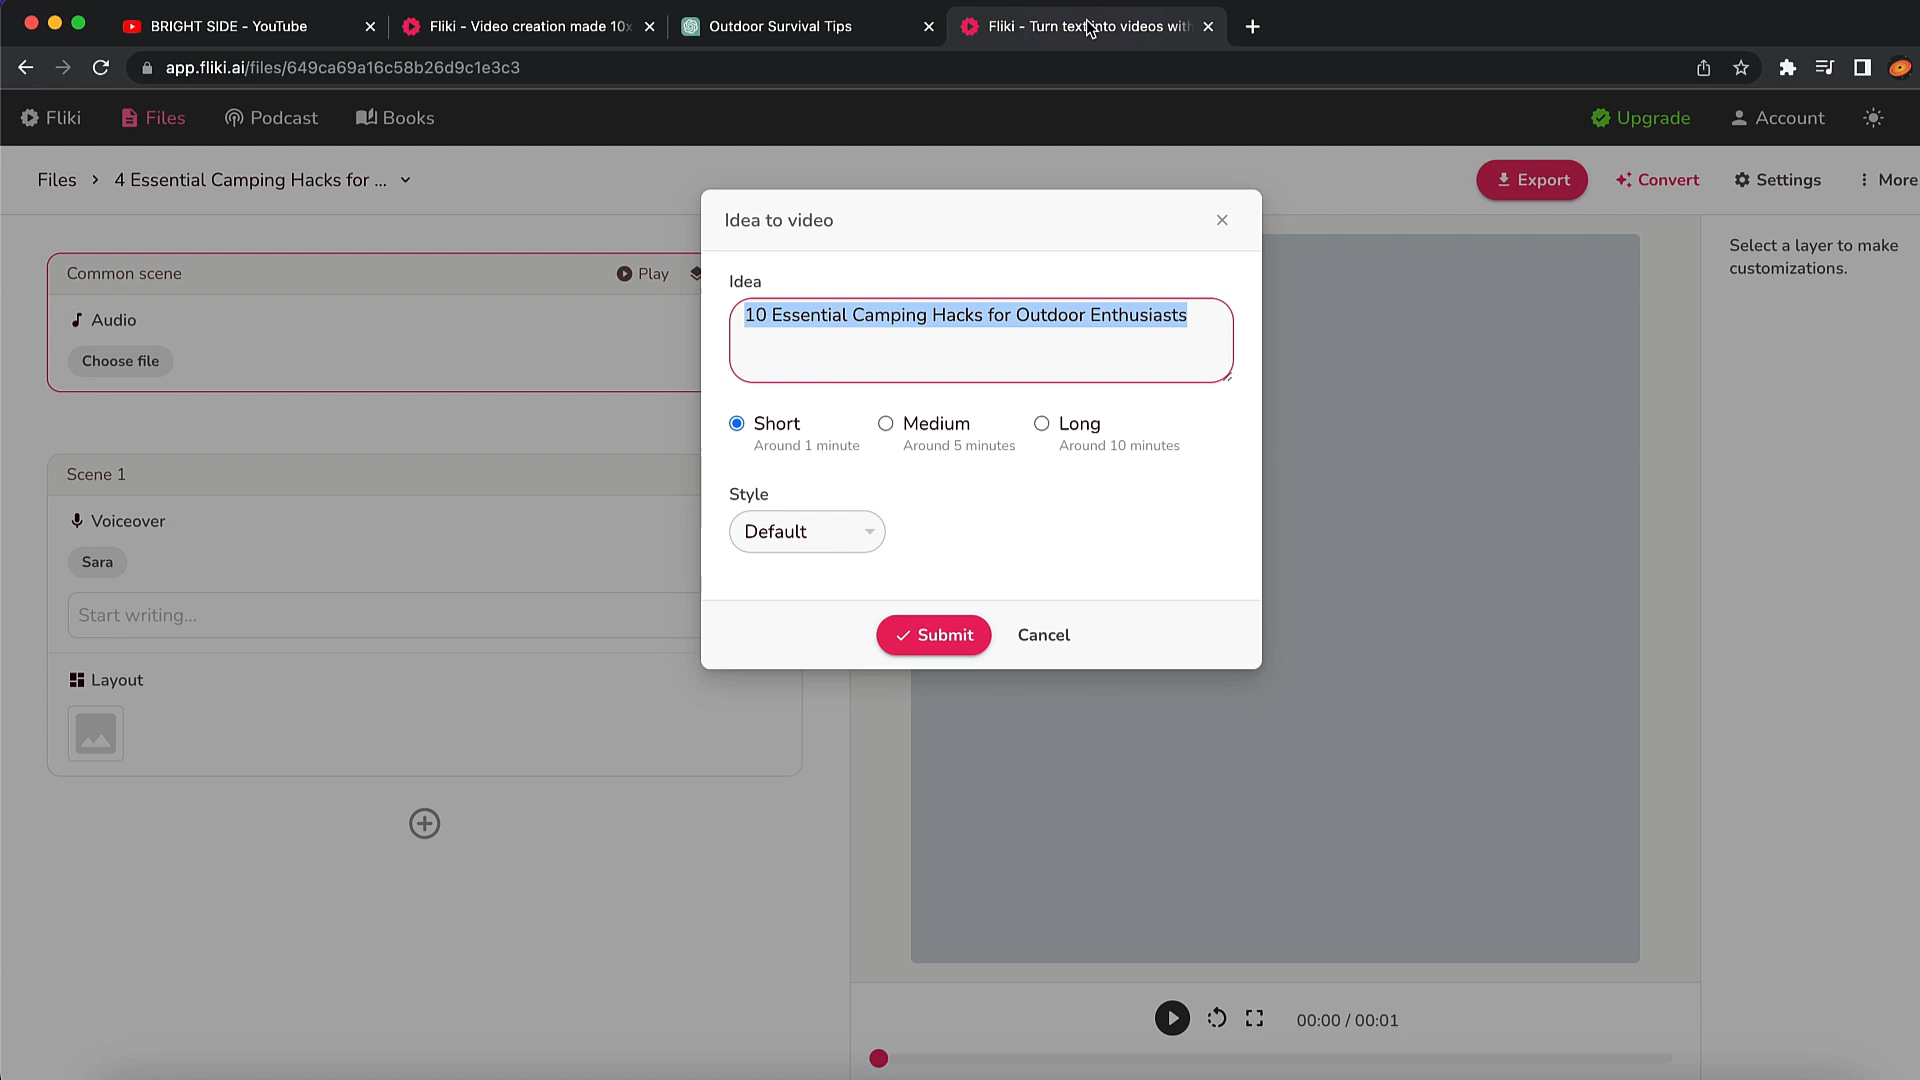 BRIGHT SIDE - YouTube
Fliki - Video creation made 10x
Outdoor Survival Tips
Fliki - Turn text into videos with
app.fliki.ai/files/649ca69a16c58b26d9c1e3c3
Fliki
Files
Podcast
Books
Upgrade
Account
Files
4 Essential Camping Hacks for ...
Export
Convert
Settings
More
Idea to video
Common scene
Play
Audio
Choose file
Scene 1
Voiceover
Sara
Start writing...
Layout
Idea
10 Essential Camping Hacks for Outdoor Enthusiasts
Short
Around 1 minute
Medium
Around 5 minutes
Long
Around 10 minutes
Style
Default
Submit
Cancel
Select a layer to make
customizations.
00:00 / 00:01